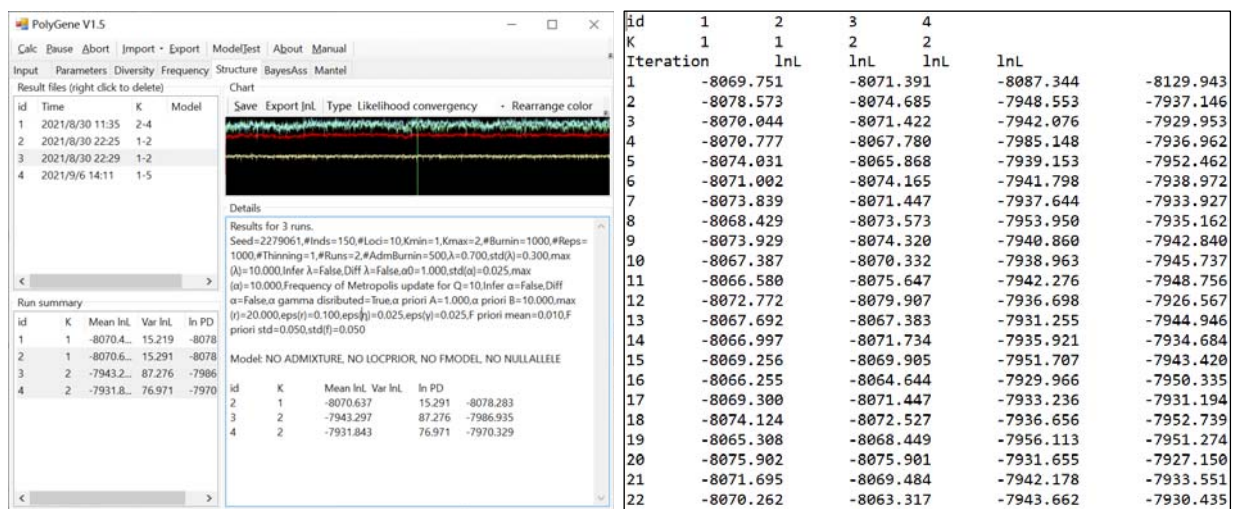 PolyGene V1.5
Calc Pause Abort Import Export ModelTest About Manual
Input Parameters Diversity Frequency Structure BayesAss Mantel
Result files (right click to delete)
id Time K Model
1 2021/8/30 11:35 2-4
2 2021/8/30 22:25 1-2
3 2021/8/30 22:29 1-2
4 2021/9/6 14:11 1-5
Run summary
id K Mean lnL Var lnL ln PD
1 1 -8070.4... 15.219 -8078
2 1 -8070.6... 15.291 -8078
3 2 -7943.2... 87.276 -7986
4 2 -7931.8... 76.971 -7970
Chart
Save Export lnL Type Likelihood convergency Rearrange color
Details
Results for 3 runs.
Seed=2279061,#Inds=150,#Loci=10,Kmin=1,Kmax=2,#Burnin=1000,#Reps=
1000,#Thinning=1,#Runs=2,#AdmBurnin=500,λ=0.700,std(λ)=0.300,max
(λ)=10.000,Infer λ=False,Diff λ=False,α0=1.000,std(α)=0.025,max
(α)=10.000,Frequency of Metropolis update for Q=10,Infer α=False,Diff
α=False,α gamma disributed=True,α priori A=1.000,α priori B=10.000,max
(r)=20.000,eps(r)=0.100,eps(η)=0.025,eps(γ)=0.025,F priori mean=0.010,F
priori std=0.050,std(f)=0.050
Model: NO ADMIXTURE, NO LOCPRIOR, NO FMODEL, NO NULLALLELE
id K Mean lnL Var lnL ln PD
2 1 -8070.637 15.291 -8078.283
3 2 -7943.297 87.276 -7986.935
4 2 -7931.843 76.971 -7970.329
id 1 2 3 4
K 1 1 2 2
Iteration lnL lnL lnL lnL
1 -8069.751 -8071.391 -8087.344 -8129.943
2 -8078.573 -8074.685 -7948.553 -7937.146
3 -8070.044 -8071.422 -7942.076 -7929.953
4 -8070.777 -8067.780 -7985.148 -7936.962
5 -8074.031 -8065.868 -7939.153 -7952.462
6 -8071.002 -8074.165 -7941.798 -7938.972
7 -8073.839 -8071.447 -7937.644 -7933.927
8 -8068.429 -8073.573 -7953.950 -7935.162
9 -8073.929 -8074.320 -7940.860 -7942.840
10 -8067.387 -8070.332 -7938.963 -7945.737
11 -8066.580 -8075.647 -7942.276 -7948.756
12 -8072.772 -8079.907 -7936.698 -7926.567
13 -8067.692 -8067.383 -7931.255 -7944.946
14 -8066.997 -8071.734 -7935.921 -7934.684
15 -8069.256 -8069.905 -7951.707 -7943.420
16 -8066.255 -8064.644 -7929.966 -7950.335
17 -8069.300 -8071.447 -7933.236 -7931.194
18 -8074.124 -8072.527 -7936.656 -7952.739
19 -8065.308 -8068.449 -7956.113 -7951.274
20 -8075.902 -8075.901 -7931.655 -7927.150
21 -8071.695 -8069.484 -7942.178 -7933.551
22 -8070.262 -8063.317 -7943.662 -7930.435